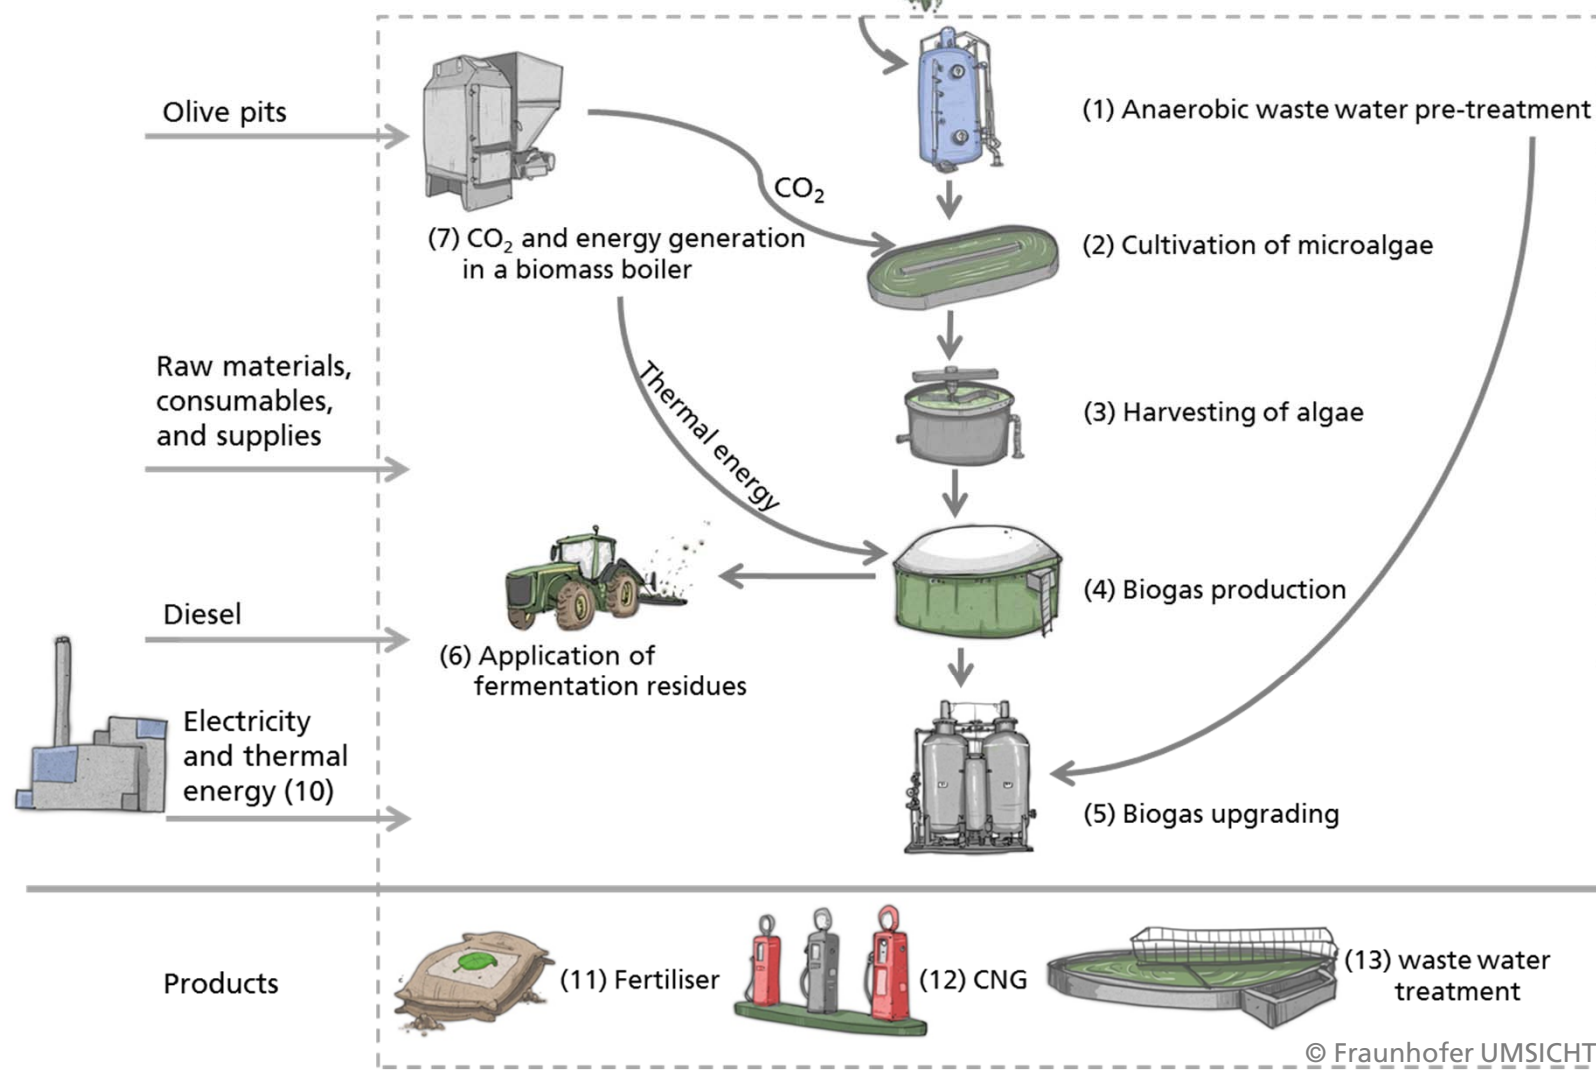 Olive pits
(1) Anaerobic waste water pre-treatment
CO₂
(7) CO₂ and energy generation
in a biomass boiler
(2) Cultivation of microalgae
Raw materials,
consumables,
and supplies
Thermal energy
(3) Harvesting of algae
Diesel
(4) Biogas production
(6) Application of
fermentation residues
Electricity
and thermal
energy (10)
(5) Biogas upgrading
Products
(11) Fertiliser
(12) CNG
(13) waste water
treatment
© Fraunhofer UMSICHT